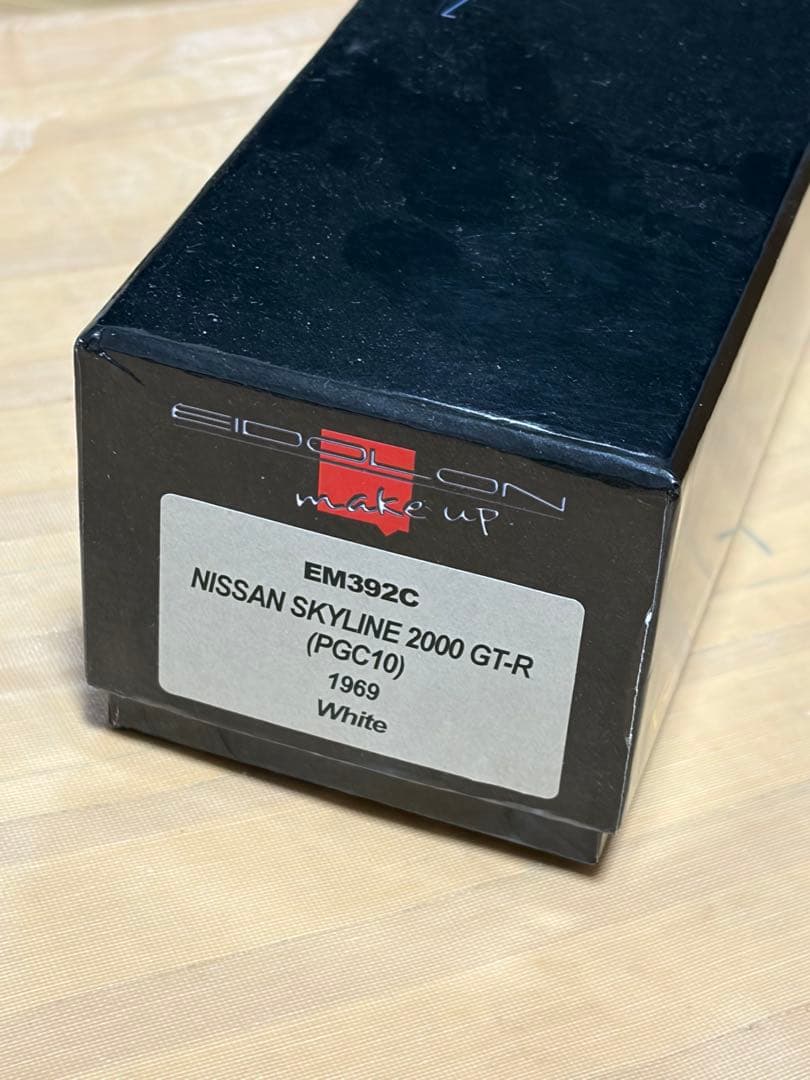 EIDOLON
make up
EM392C
NISSAN SKYLINE 2000 GT-R
(PGC10)
1969
White